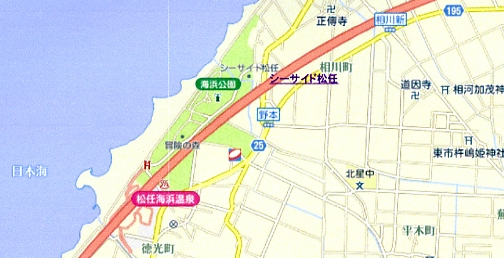 正傳寺
相川新
195
シーサイド松任
相川町
シーサイド松任
海浜公園
道因寺
相河加茂神
野本
冒険の森
25
東市杵嶋姫神社
日本海
北星中
松任海浜温泉
平木町
徳光町